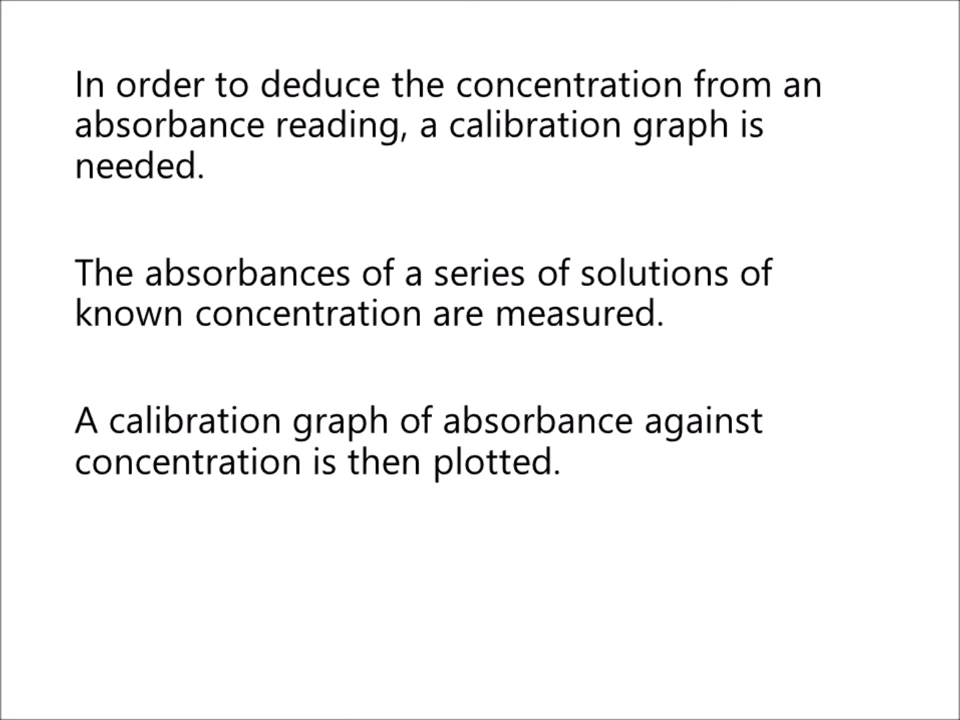 In order to deduce the concentration from an
absorbance reading, a calibration graph is
needed.
The absorbances of a series of solutions of
known concentration are measured.
A calibration graph of absorbance against
concentration is then plotted.